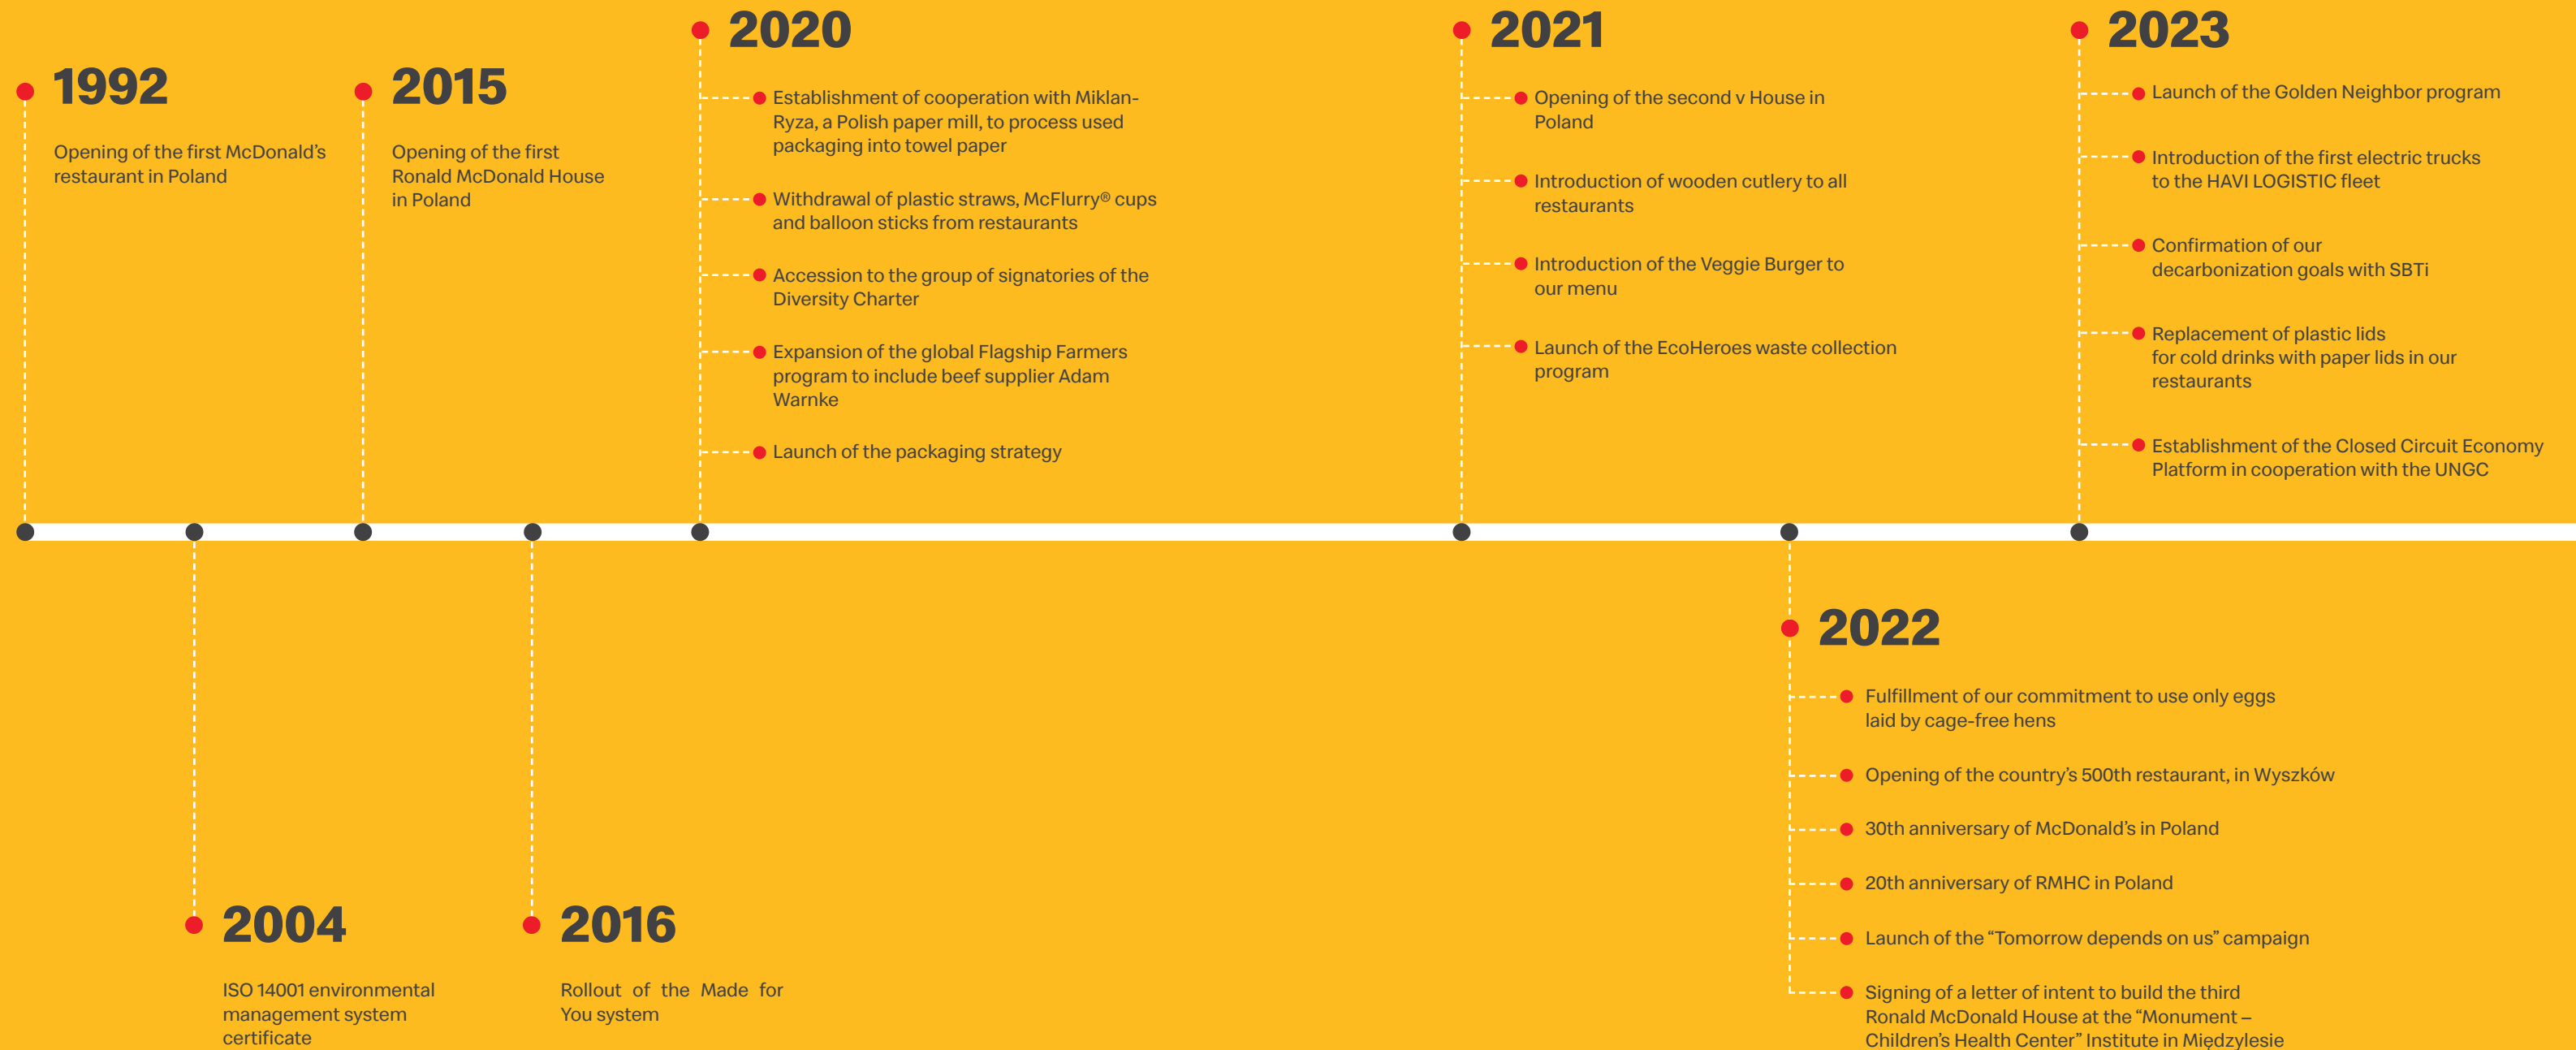 1992
Opening of the first McDonald's
restaurant in Poland
2015
Opening of the first
Ronald McDonald House
in Poland
2020
Establishment of cooperation with Miklan-
Ryza, a Polish paper mill, to process used
packaging into towel paper
Withdrawal of plastic straws, McFlurry® cups
and balloon sticks from restaurants
Accession to the group of signatories of the
Diversity Charter
Expansion of the global Flagship Farmers
program to include beef supplier Adam
Warnke
Launch of the packaging strategy
2021
Opening of the second v House in
Poland
Introduction of wooden cutlery to all
restaurants
Introduction of the Veggie Burger to
our menu
Launch of the EcoHeroes waste collection
program
2023
Launch of the Golden Neighbor program
Introduction of the first electric trucks
to the HAVI LOGISTIC fleet
Confirmation of our
decarbonization goals with SBTi
Replacement of plastic lids
for cold drinks with paper lids in our
restaurants
Establishment of the Closed Circuit Economy
Platform in cooperation with the UNGC
2004
ISO 14001 environmental
management system
certificate
2016
Rollout of the Made for
You system
2022
Fulfillment of our commitment to use only eggs
laid by cage-free hens
Opening of the country's 500th restaurant, in Wyszków
30th anniversary of McDonald's in Poland
20th anniversary of RMHC in Poland
Launch of the “Tomorrow depends on us” campaign
Signing of a letter of intent to build the third
Ronald McDonald House at the “Monument –
Children's Health Center” Institute in Międzylesie